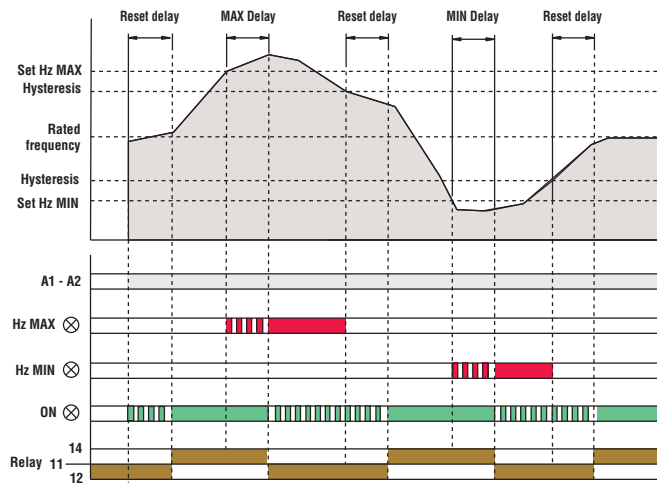 Reset delay MAX Delay Reset delay MIN Delay Reset delay
Set Hz MAX
Hysteresis
Rated
frequency
Hysteresis
Set Hz MIN
A1 - A2
Hz MAX
Hz MIN
ON
14
Relay 11
12